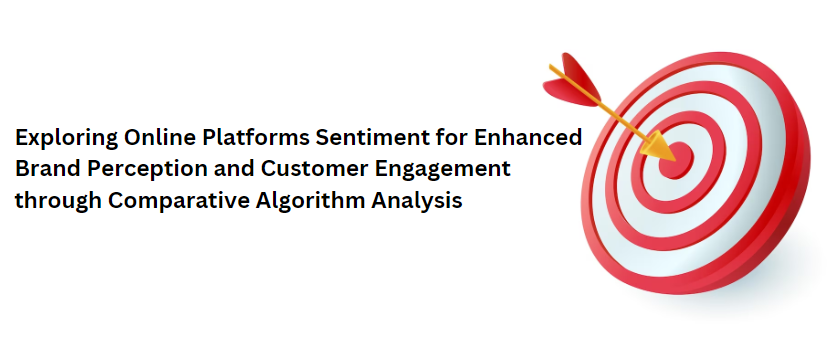 Exploring Online Platforms Sentiment for Enhanced
Brand Perception and Customer Engagement
through Comparative Algorithm Analysis